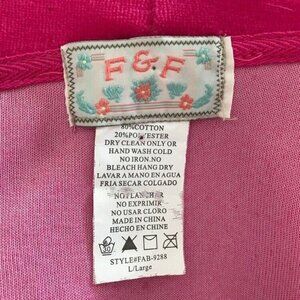 F&F
80%COTTON
20%POLYESTER
DRY CLEAN ONLY OR
HAND WASH COLD
NO IRON.NO
BLEACH HANG DRY
LAVAR A MANO EN AGUA
FRIA SECAR COLGADO
NO PLANCHAR
NO EXPRIMIR
NO USAR CLORO
MADE IN CHINA
HECHO EN CHINE
STYLE#FAB-9288
L/Large